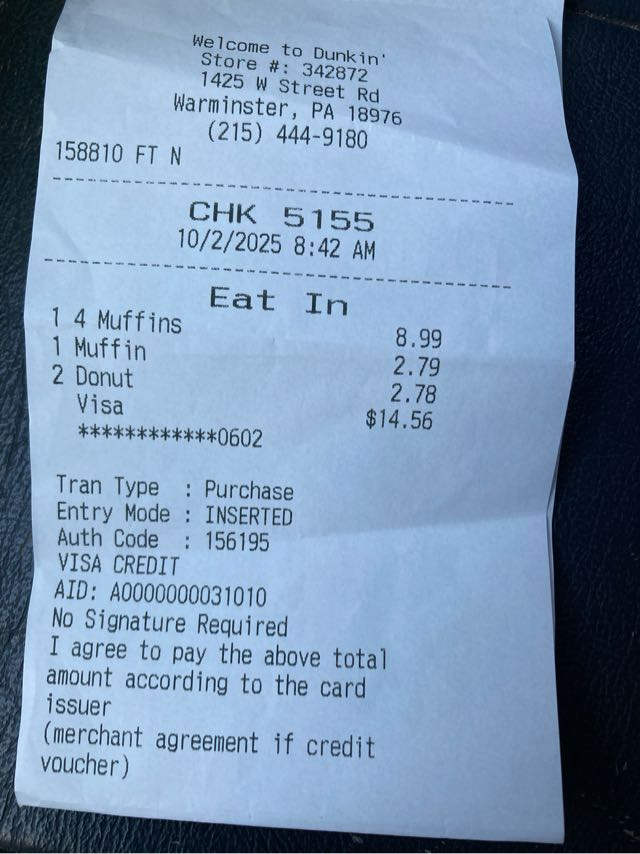 Welcome to Dunkin'
Store #: 342872
1425 W Street Rd
Warminster, PA 18976
(215) 444-9180
158810 FT N
CHK 5155
10/2/2025 8:42 AM
Eat In
1 4 Muffins 8.99
1 Muffin 2.79
2 Donut 2.78
Visa $14.56
************0602
Tran Type : Purchase
Entry Mode : INSERTED
Auth Code : 156195
VISA CREDIT
AID: A0000000031010
No Signature Required
I agree to pay the above total
amount according to the card
issuer
(merchant agreement if credit
voucher)